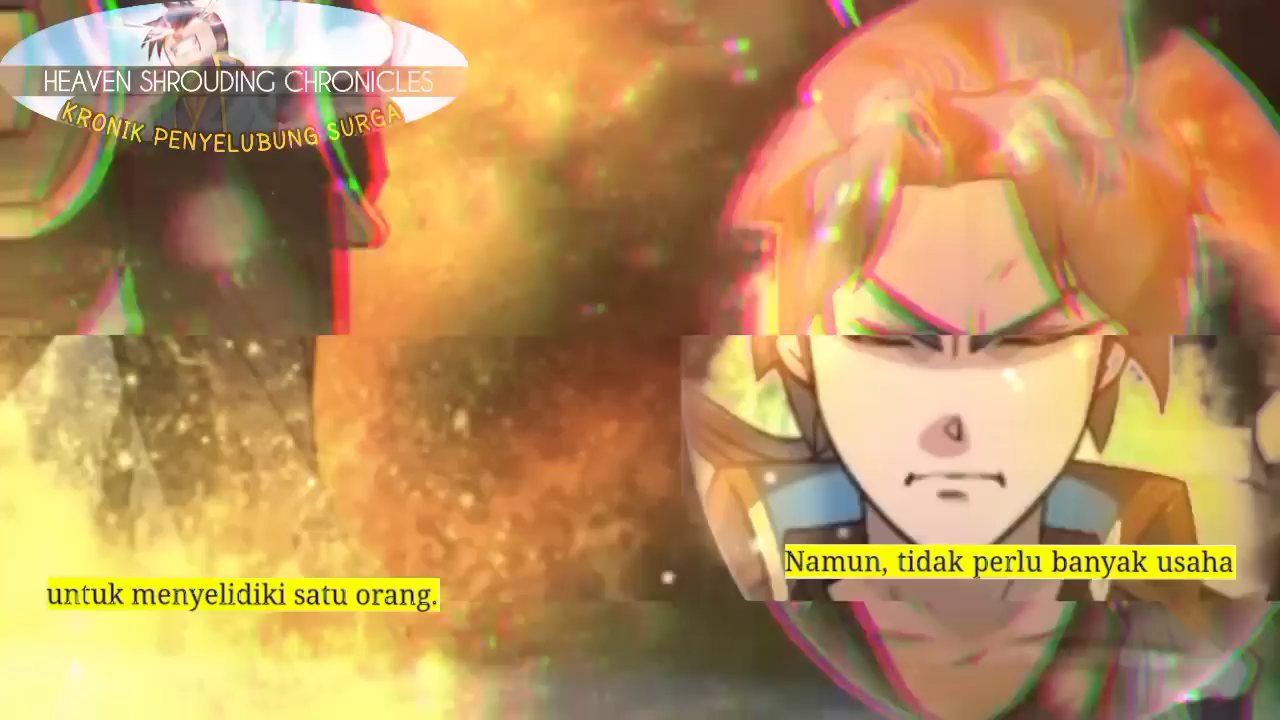 HEAVEN SHROUDING CHRONICLES
KRONIK PENYELUBUNG SURGA
Namun, tidak perlu banyak usaha
untuk menyelidiki satu orang.